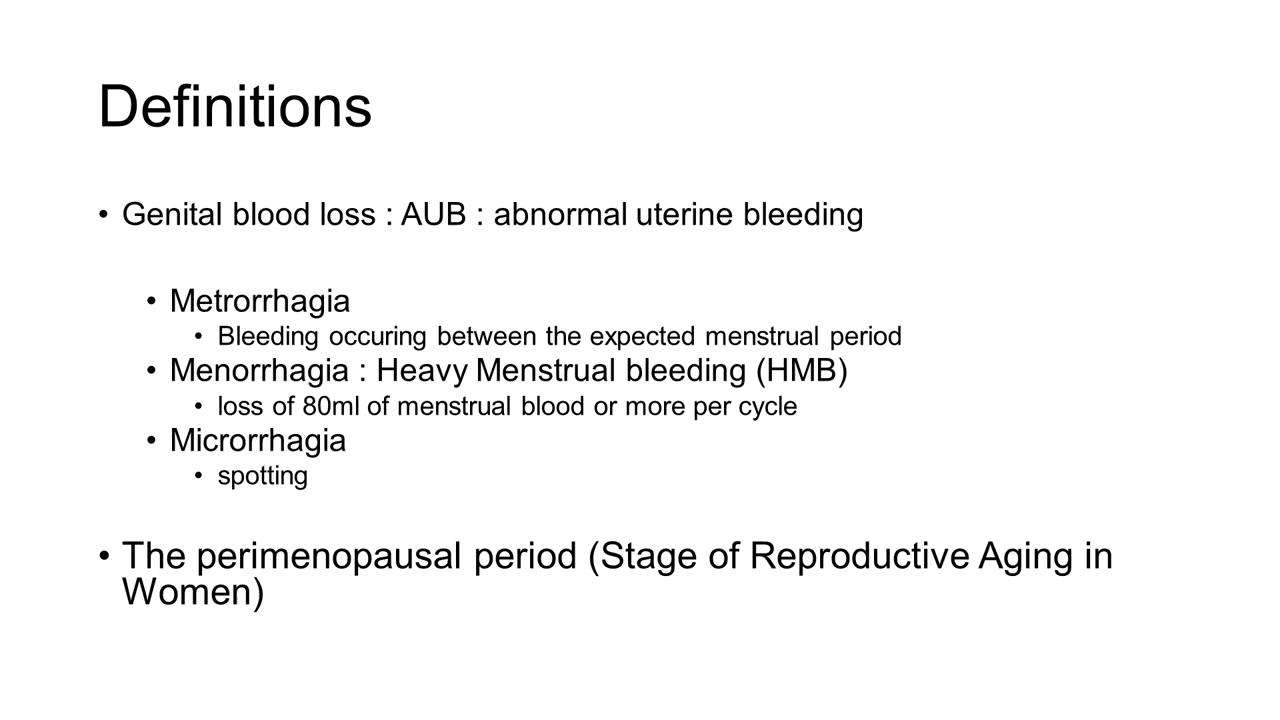 Definitions
• Genital blood loss : AUB : abnormal uterine bleeding
• Metrorrhagia
• Bleeding occuring between the expected menstrual period
• Menorrhagia : Heavy Menstrual bleeding (HMB)
• loss of 80ml of menstrual blood or more per cycle
• Microrrhagia
• spotting
• The perimenopausal period (Stage of Reproductive Aging in
Women)